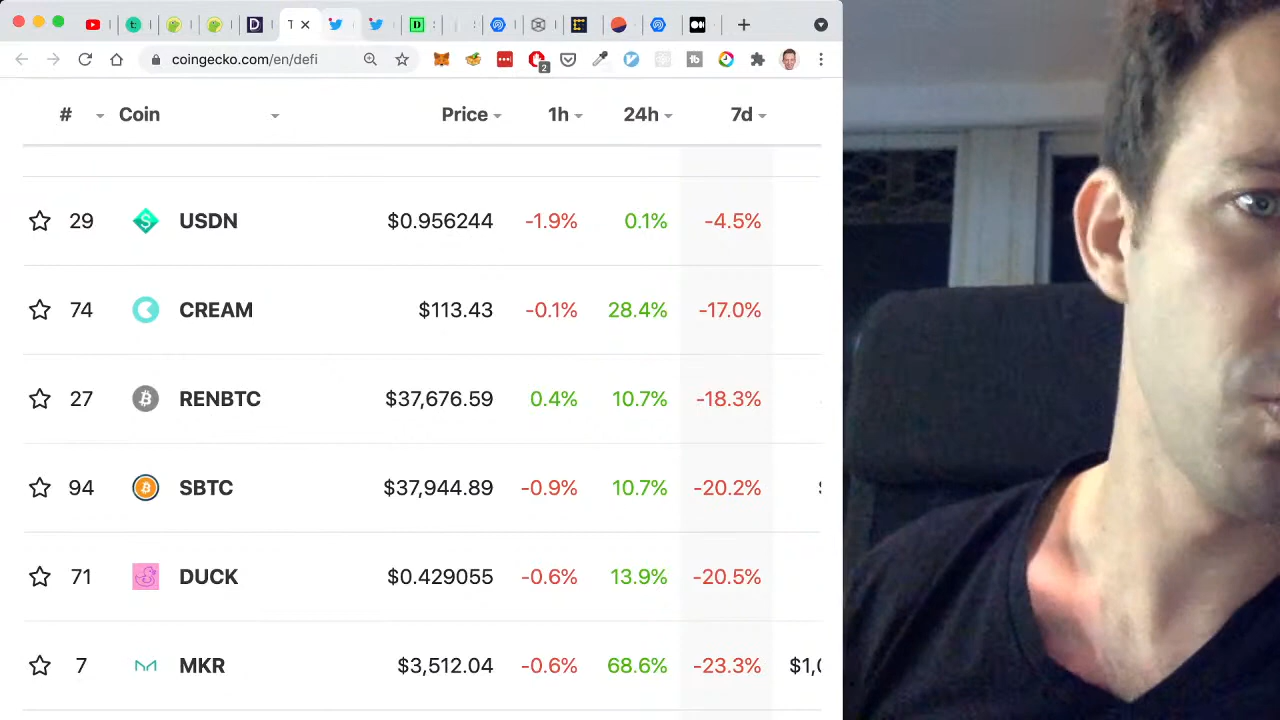 coingecko.com/en/defi
2
# Coin Price 1h 24h 7d
29 USDN $0.956244 -1.9% 0.1% -4.5%
74 CREAM $113.43 -0.1% 28.4% -17.0%
27 RENBTC $37,676.59 0.4% 10.7% -18.3%
94 SBTC $37,944.89 -0.9% 10.7% -20.2%
71 DUCK $0.429055 -0.6% 13.9% -20.5%
7 MKR $3,512.04 -0.6% 68.6% -23.3%